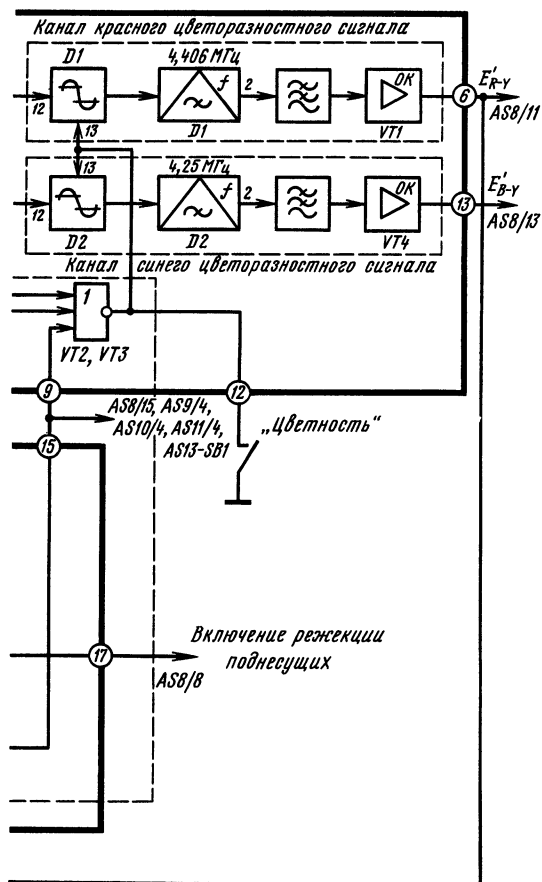 Канал красного цветоразностного сигнала
D1 4,406 МГц
f 2 ОК 6 E'R-Y
12 AS8/11
13 D1 VT1
13 4,25 МГц
f 2 ОК 13 E'B-Y
12 AS8/13
D2 D2 VT4
Канал синего цветоразностного сигнала
1
VT2, VT3
9 12
AS8/15, AS9/4,
AS10/4, AS11/4,
AS13-SB1
„Цветность“
15
Включение режекции
поднесущих
17
AS8/8